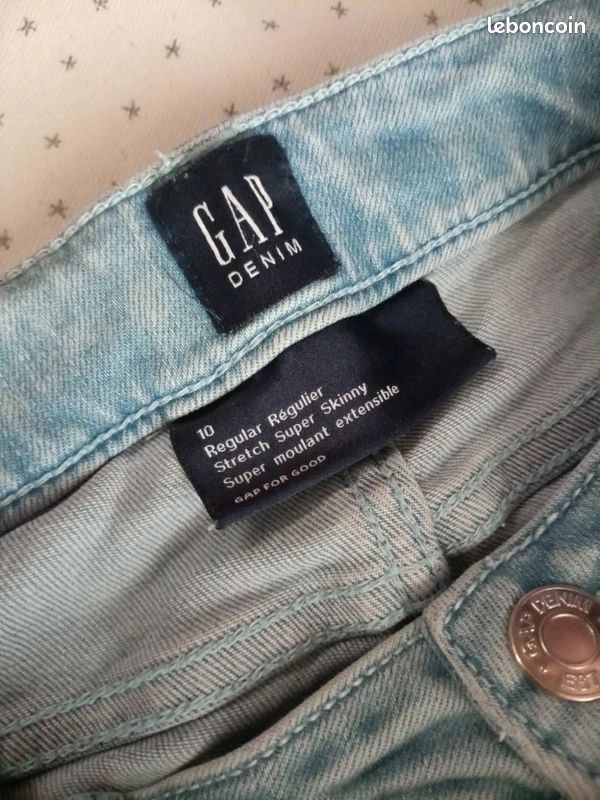 leboncoin
GAP
DENIM
10
Regular Régulier
Stretch Super Skinny
Super moulant extensible
GAP FOR GOOD
GAP DENIM